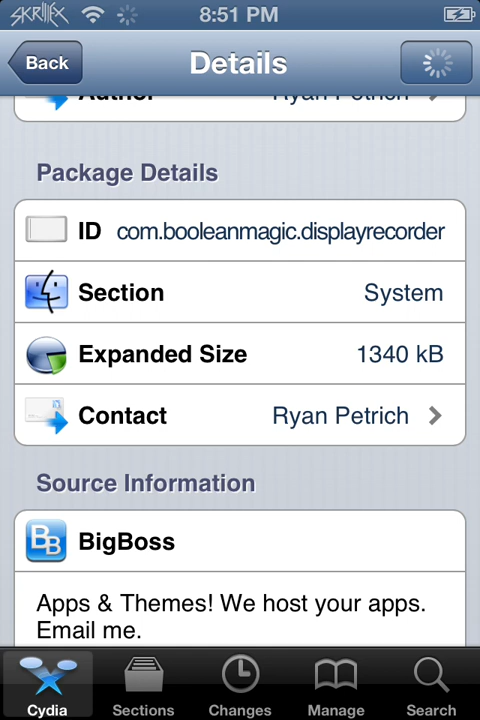 SKRILLEX 8:51 PM
Back Details
Author Ryan Petrich
Package Details
ID com.booleanmagic.displayrecorder
Section System
Expanded Size 1340 kB
Contact Ryan Petrich
Source Information
BB BigBoss
Apps & Themes! We host your apps.
Email me.
Cydia Sections Changes Manage Search